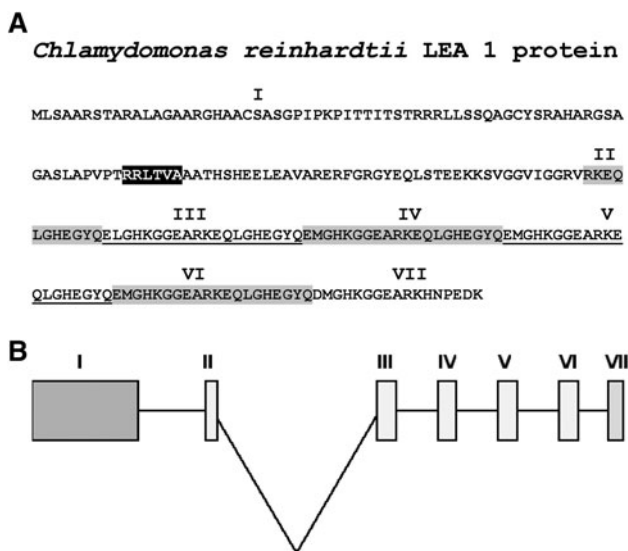 A
Chlamydomonas reinhardtii LEA 1 protein
I
MLSAARSTARALAGAARGHAACSASGPIPKPITTITSTRRRLLSSQAGCYSRAHARGSA
II
GASLAPVPTRRLTVAAATHSHEELEAVARERFGRGYEQLSTEEKKSVGGVIGGRVRKEQ
III IV V
LGHEGYQELGHKGGEARKEQLGHEGYQEMGHKGGEARKEQLGHEGYQEMGHKGGEARKE
VI VII
QLGHEGYQEMGHKGGEARKEQLGHEGYQDMGHKGGEARKHNPEDK
B
I II III IV V VI VII